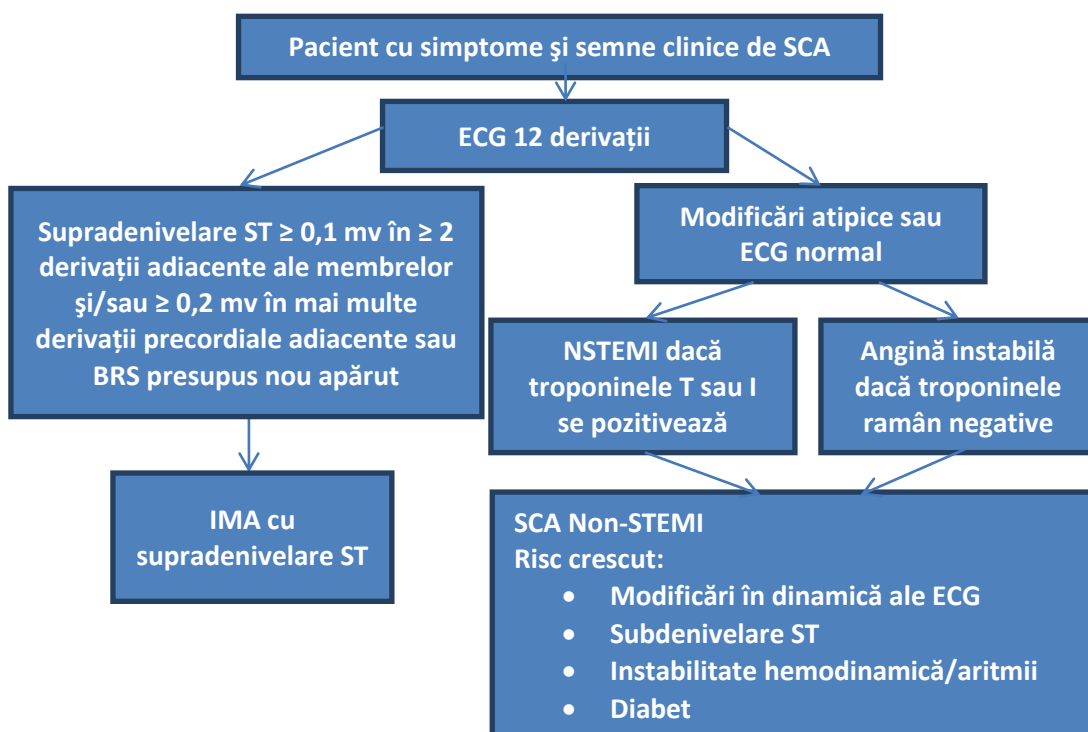 Pacient cu simptome şi semne clinice de SCA
ECG 12 derivații
Supradenivelare ST ≥ 0,1 mv în ≥ 2
derivații adiacente ale membrelor
şi/sau ≥ 0,2 mv în mai multe
derivații precordiale adiacente sau
BRS presupus nou apărut
Modificări atipice sau
ECG normal
NSTEMI dacă
troponinele T sau I
se pozitivează
Angină instabilă
dacă troponinele
ramân negative
IMA cu
supradenivelare ST
SCA Non-STEMI
Risc crescut:
• Modificări în dinamică ale ECG
• Subdenivelare ST
• Instabilitate hemodinamică/aritmii
• Diabet